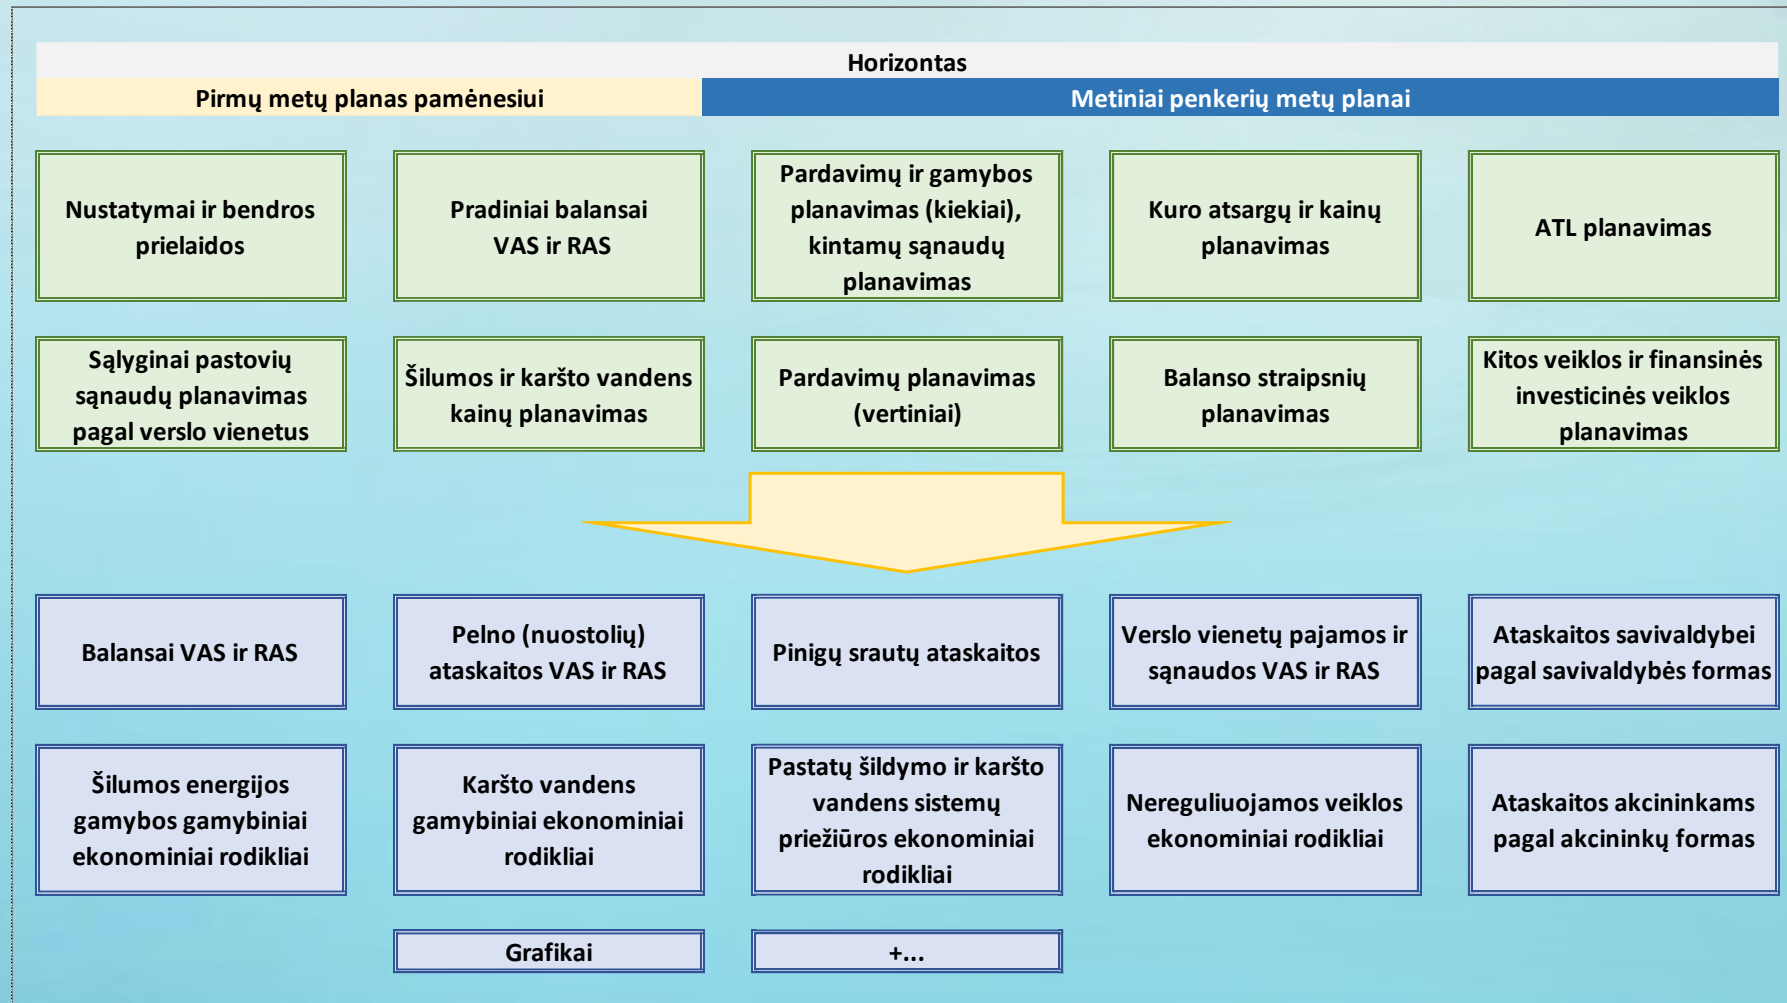 Horizontas
Pirmų metų planas pamėnesiui
Metiniai penkerių metų planai
Nustatymai ir bendros
prielaidos
Pradiniai balansai
VAS ir RAS
Pardavimų ir gamybos
planavimas (kiekiai),
kintamų sąnaudų
planavimas
Kuro atsargų ir kainų
planavimas
ATL planavimas
Sąlyginai pastovių
sąnaudų planavimas
pagal verslo vienetus
Šilumos ir karšto vandens
kainų planavimas
Pardavimų planavimas
(vertiniai)
Balanso straipsnių
planavimas
Kitos veiklos ir finansinės
investicinės veiklos
planavimas
Balansai VAS ir RAS
Pelno (nuostolių)
ataskaitos VAS ir RAS
Pinigų srautų ataskaitos
Verslo vienetų pajamos ir
sąnaudos VAS ir RAS
Ataskaitos savivaldybei
pagal savivaldybės formas
Šilumos energijos
gamybos gamybiniai
ekonominiai rodikliai
Karšto vandens
gamybiniai ekonominiai
rodikliai
Pastatų šildymo ir karšto
vandens sistemų
priežiūros ekonominiai
rodikliai
Nereguliuojamos veiklos
ekonominiai rodikliai
Ataskaitos akcininkams
pagal akcininkų formas
Grafikai
+...